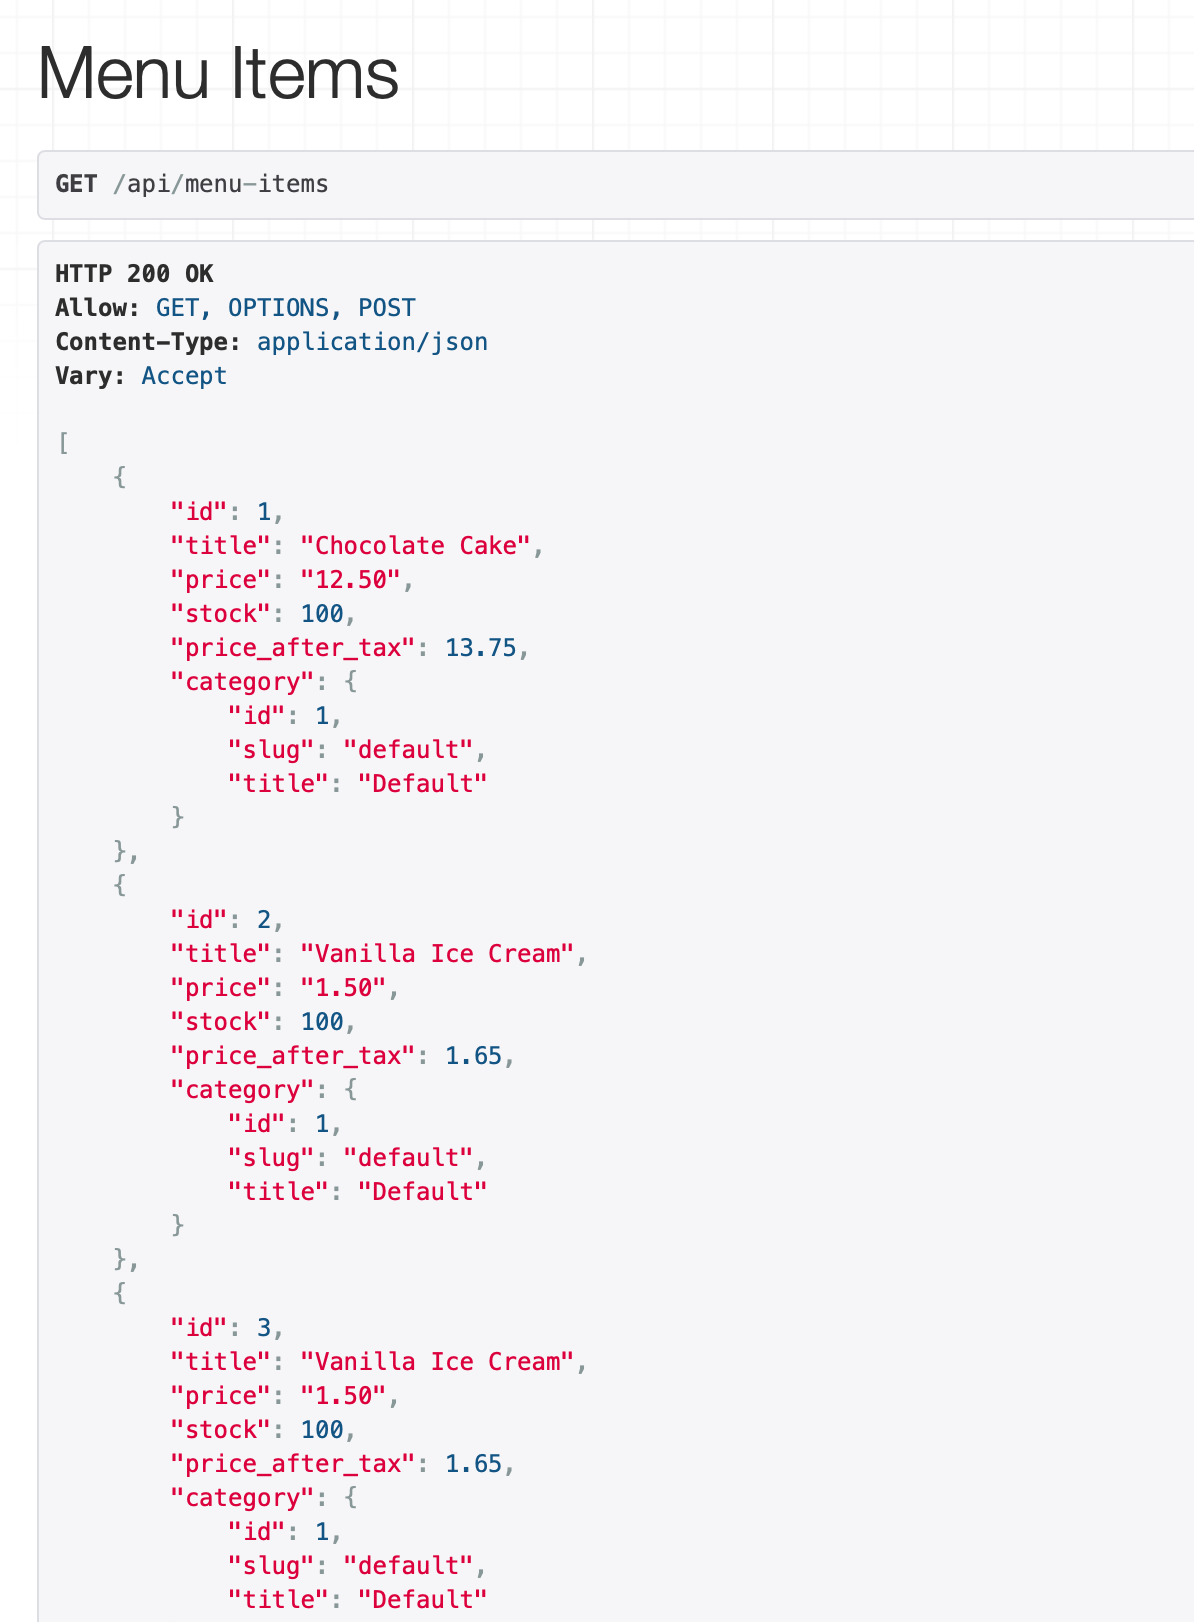 Menu Items
GET /api/menu-items
HTTP 200 OK
Allow: GET, OPTIONS, POST
Content-Type: application/json
Vary: Accept
[
    {
        "id": 1,
        "title": "Chocolate Cake",
        "price": "12.50",
        "stock": 100,
        "price_after_tax": 13.75,
        "category": {
            "id": 1,
            "slug": "default",
            "title": "Default"
        }
    },
    {
        "id": 2,
        "title": "Vanilla Ice Cream",
        "price": "1.50",
        "stock": 100,
        "price_after_tax": 1.65,
        "category": {
            "id": 1,
            "slug": "default",
            "title": "Default"
        }
    },
    {
        "id": 3,
        "title": "Vanilla Ice Cream",
        "price": "1.50",
        "stock": 100,
        "price_after_tax": 1.65,
        "category": {
            "id": 1,
            "slug": "default",
            "title": "Default"